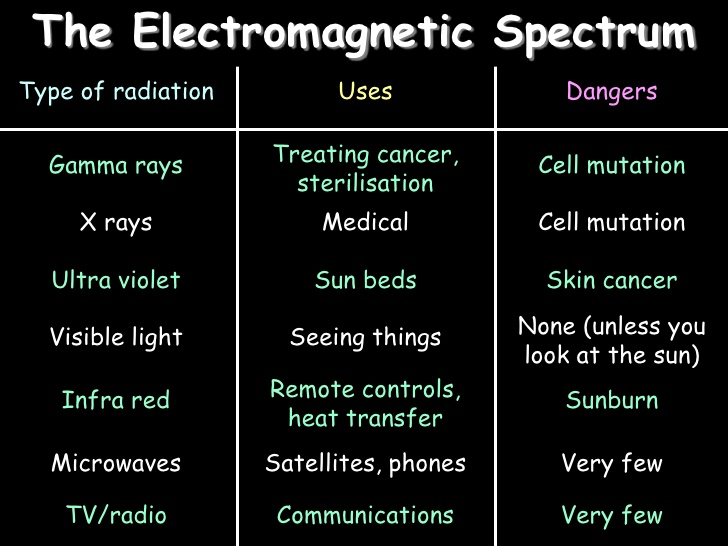 The Electromagnetic Spectrum
Type of radiation Uses Dangers
Gamma rays Treating cancer, sterilisation Cell mutation
X rays Medical Cell mutation
Ultra violet Sun beds Skin cancer
Visible light Seeing things None (unless you look at the sun)
Infra red Remote controls, heat transfer Sunburn
Microwaves Satellites, phones Very few
TV/radio Communications Very few